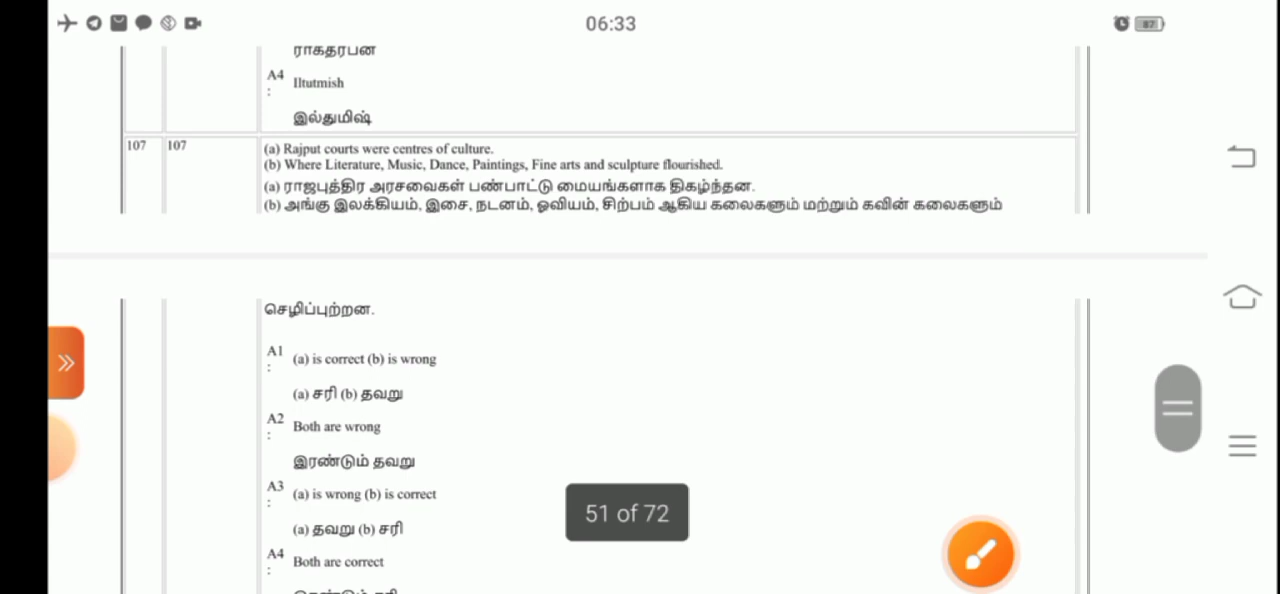 06:33
87
ராகதர்பன்
A4
:
Iltutmish
இல்துமிஷ்
107 107 (a) Rajput courts were centres of culture.
(b) Where Literature, Music, Dance, Paintings, Fine arts and sculpture flourished.
(a) ராஜபுத்திர அரசவைகள் பண்பாட்டு மையங்களாக திகழ்ந்தன.
(b) அங்கு இலக்கியம், இசை, நடனம், ஓவியம், சிற்பம் ஆகிய கலைகளும் மற்றும் கவின் கலைகளும்
செழிப்புற்றன.
A1
:
(a) is correct (b) is wrong
(a) சரி (b) தவறு
A2
:
Both are wrong
இரண்டும் தவறு
A3
:
(a) is wrong (b) is correct
(a) தவறு (b) சரி
51 of 72
A4
:
Both are correct